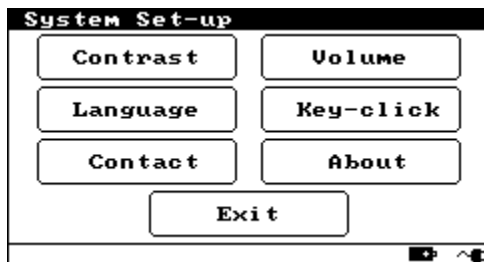 System Set-up
Contrast Volume
Language Key-click
Contact About
Exit